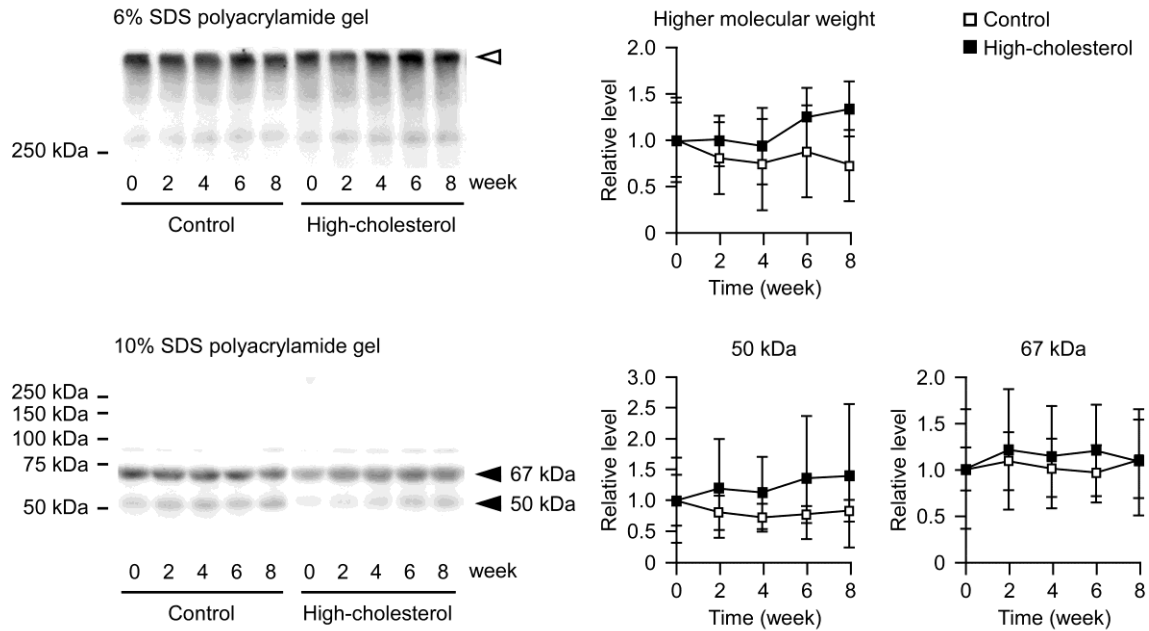 6% SDS polyacrylamide gel
250 kDa
0 2 4 6 8 0 2 4 6 8 week
Control High-cholesterol
Higher molecular weight
Control
High-cholesterol
Relative level
2.0
1.5
1.0
0.5
0
0 2 4 6 8
Time (week)
10% SDS polyacrylamide gel
250 kDa
150 kDa
100 kDa
75 kDa
50 kDa
67 kDa
50 kDa
0 2 4 6 8 0 2 4 6 8 week
Control High-cholesterol
50 kDa
Relative level
3.0
2.5
2.0
1.5
1.0
0.5
0
0 2 4 6 8
Time (week)
67 kDa
Relative level
2.0
1.5
1.0
0.5
0
0 2 4 6 8
Time (week)